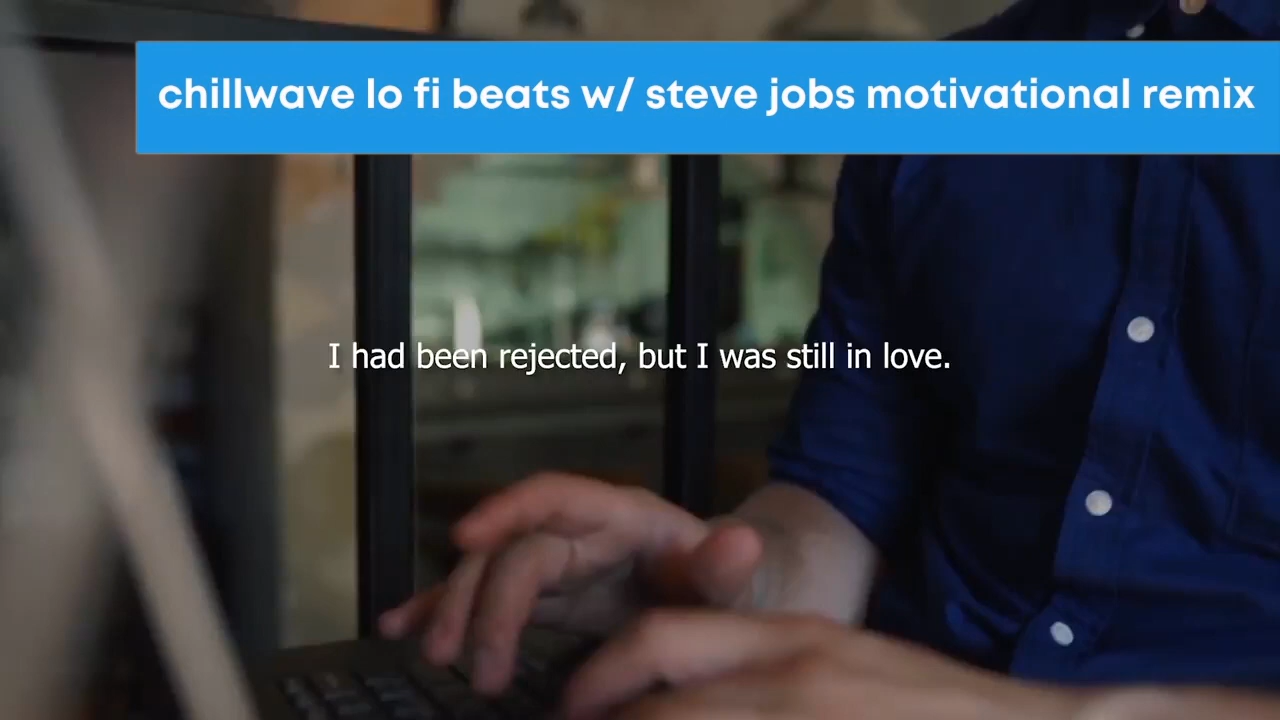 chillwave lo fi beats w/ steve jobs motivational remix
I had been rejected, but I was still in love.